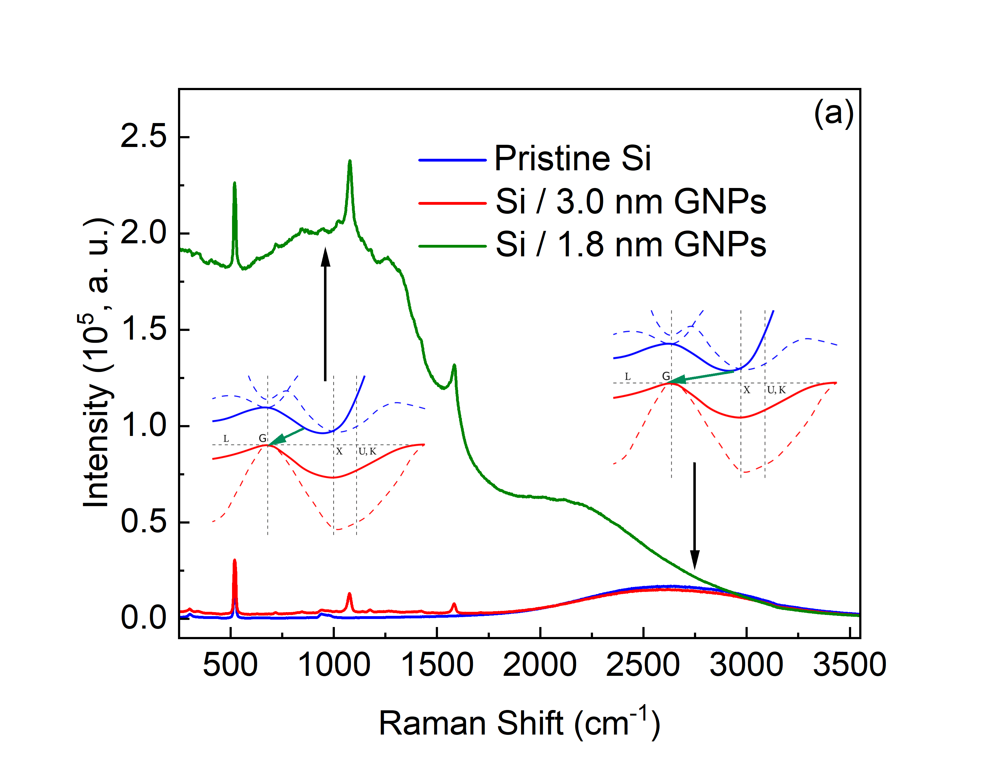 (a)
Pristine Si
Si / 3.0 nm GNPs
Si / 1.8 nm GNPs
Intensity (10⁵, a. u.)
2.5
2.0
1.5
1.0
0.5
0.0
L
G
X
U, K
L
G
X
U, K
500 1000 1500 2000 2500 3000 3500
Raman Shift (cm⁻¹)